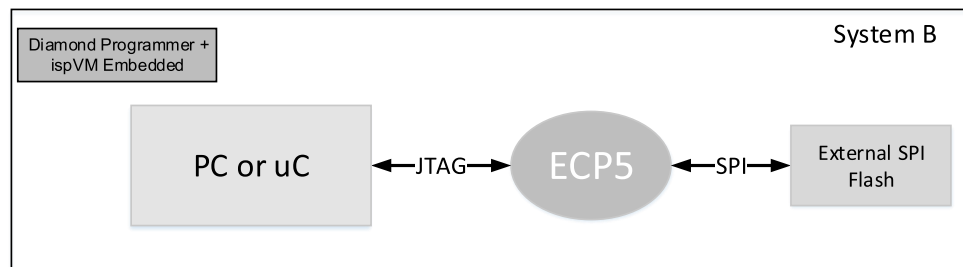 Diamond Programmer +
ispVM Embedded
System B
PC or uC
JTAG
ECP5
SPI
External SPI
Flash